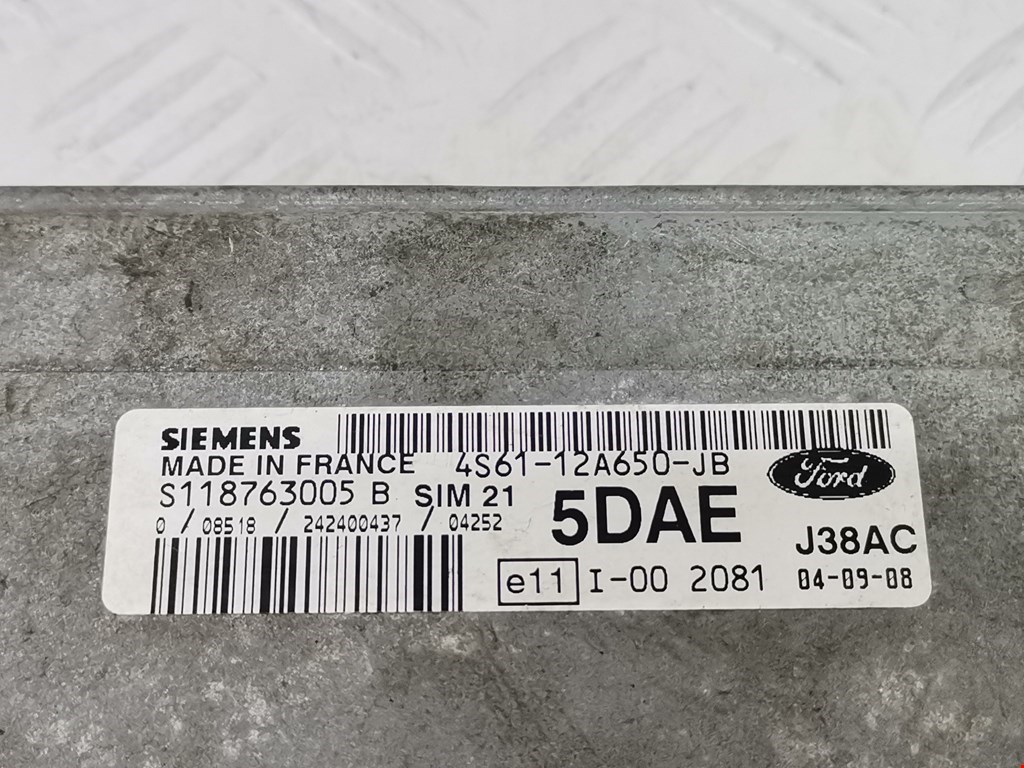 SIEMENS
MADE IN FRANCE 4S61-12A650-JB
S118763005 B SIM 21
0 / 08518 / 242400437 / 04252
5DAE
Ford
J38AC
e11 I-00 2081 04-09-08